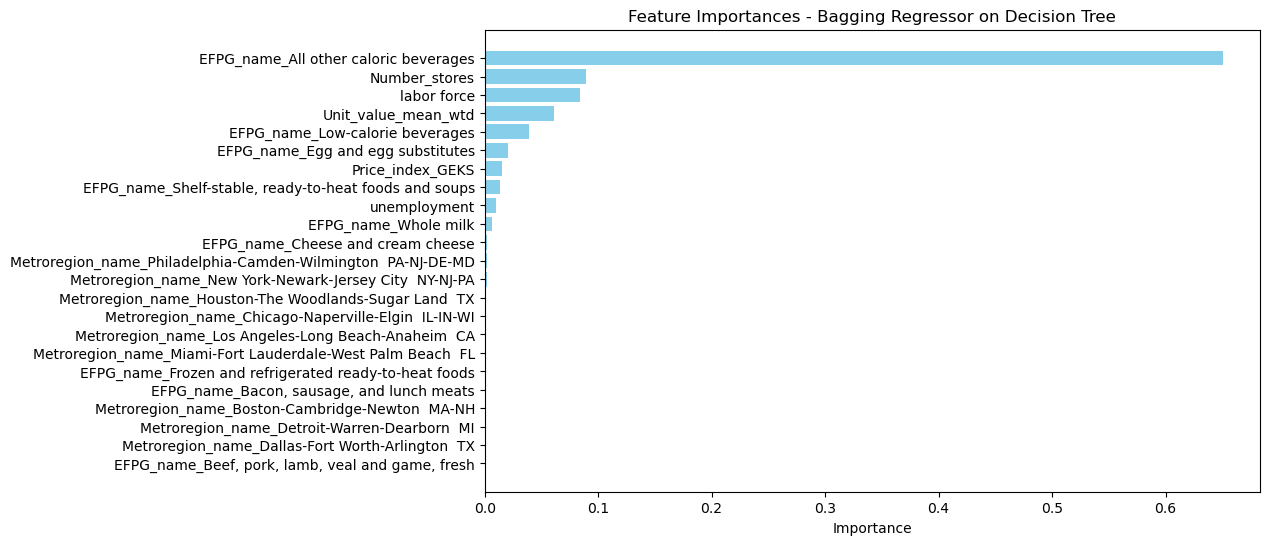 Feature Importances - Bagging Regressor on Decision Tree
EFPG_name_All other caloric beverages
Number_stores
labor force
Unit_value_mean_wtd
EFPG_name_Low-calorie beverages
EFPG_name_Egg and egg substitutes
Price_index_GEKS
EFPG_name_Shelf-stable, ready-to-heat foods and soups
unemployment
EFPG_name_Whole milk
EFPG_name_Cheese and cream cheese
Metroregion_name_Philadelphia-Camden-Wilmington  PA-NJ-DE-MD
Metroregion_name_New York-Newark-Jersey City  NY-NJ-PA
Metroregion_name_Houston-The Woodlands-Sugar Land  TX
Metroregion_name_Chicago-Naperville-Elgin  IL-IN-WI
Metroregion_name_Los Angeles-Long Beach-Anaheim  CA
Metroregion_name_Miami-Fort Lauderdale-West Palm Beach  FL
EFPG_name_Frozen and refrigerated ready-to-heat foods
EFPG_name_Bacon, sausage, and lunch meats
Metroregion_name_Boston-Cambridge-Newton  MA-NH
Metroregion_name_Detroit-Warren-Dearborn  MI
Metroregion_name_Dallas-Fort Worth-Arlington  TX
EFPG_name_Beef, pork, lamb, veal and game, fresh
0.0 0.1 0.2 0.3 0.4 0.5 0.6
Importance